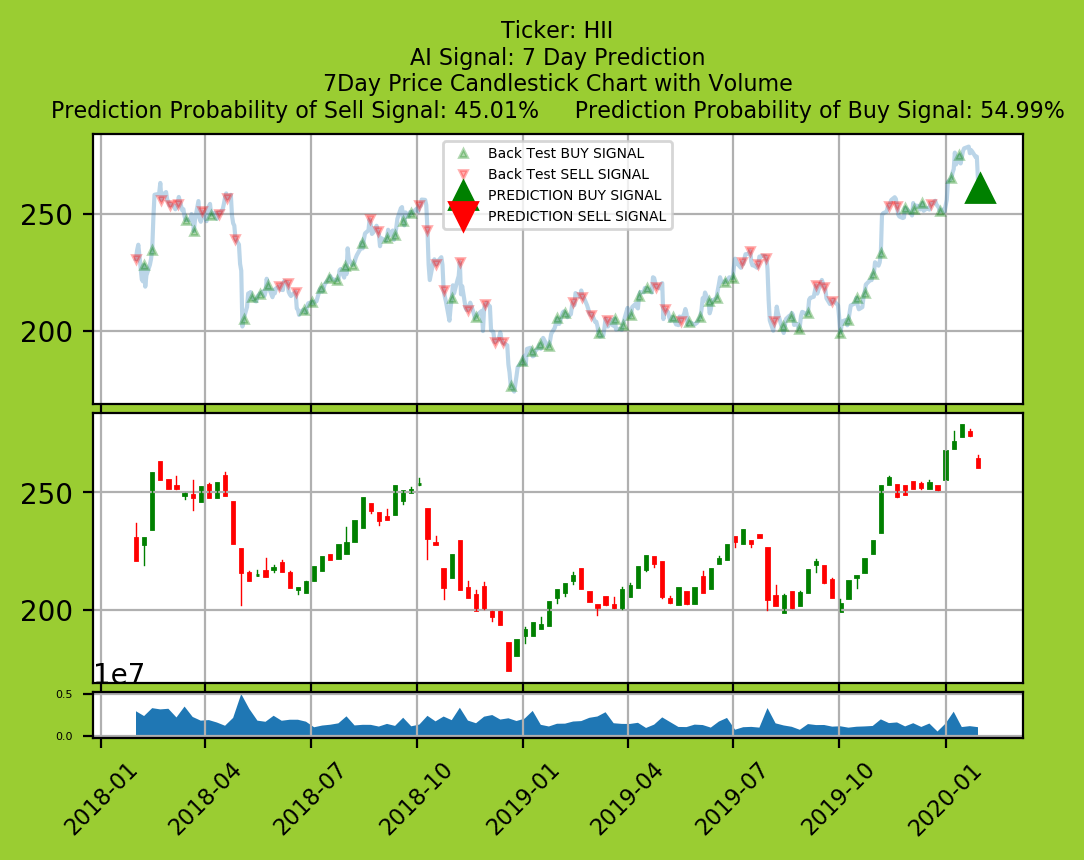 Ticker: HII
AI Signal: 7 Day Prediction
7Day Price Candlestick Chart with Volume
Prediction Probability of Sell Signal: 45.01%     Prediction Probability of Buy Signal: 54.99%
Back Test BUY SIGNAL
Back Test SELL SIGNAL
PREDICTION BUY SIGNAL
PREDICTION SELL SIGNAL
250
200
250
200
1e7
0.5
0.0
2018-01 2018-04 2018-07 2018-10 2019-01 2019-04 2019-07 2019-10 2020-01